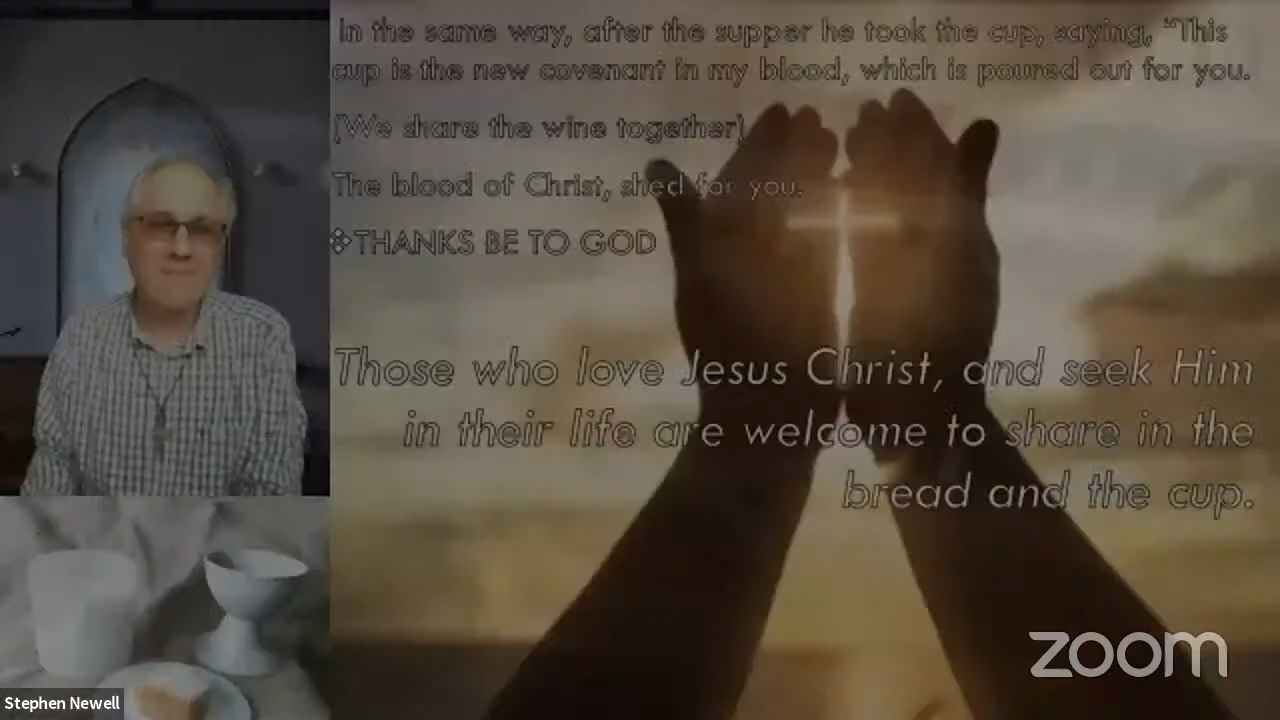 In the same way, after the supper he took the cup, saying, “This
cup is the new covenant in my blood, which is poured out for you.
(We share the wine together)
The blood of Christ, shed for you.
❖THANKS BE TO GOD
Those who love Jesus Christ, and seek Him
in their life are welcome to share in the
bread and the cup.
zoom
Stephen Newell